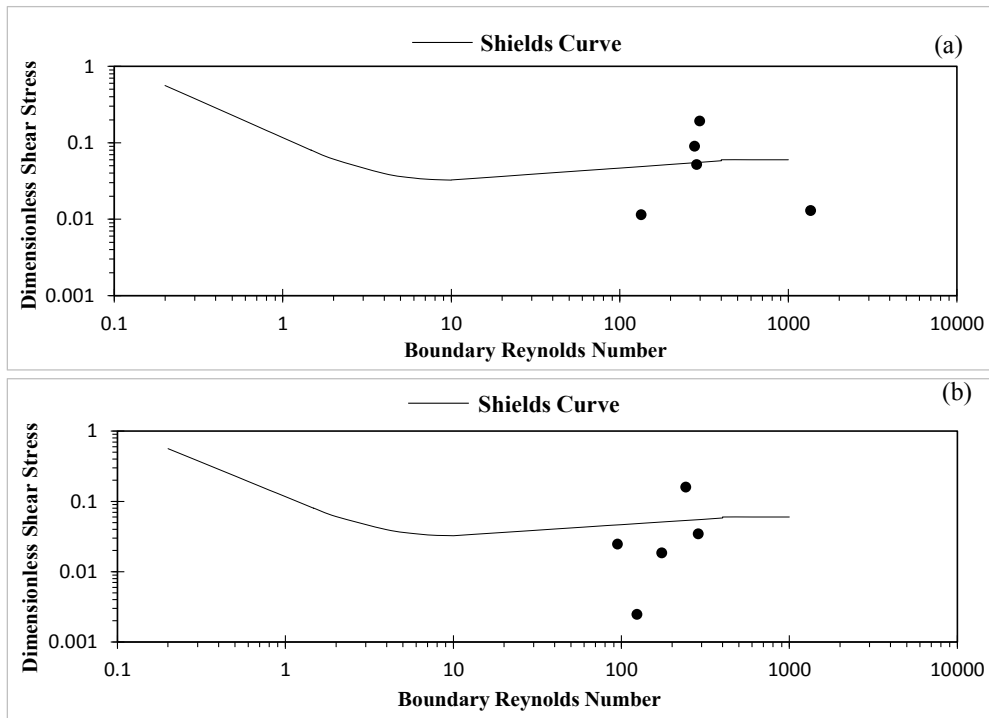 Shields Curve
(a)
Dimensionless Shear Stress
1
0.1
0.01
0.001
0.1 1 10 100 1000 10000
Boundary Reynolds Number
Shields Curve
(b)
Dimensionless Shear Stress
1
0.1
0.01
0.001
0.1 1 10 100 1000 10000
Boundary Reynolds Number